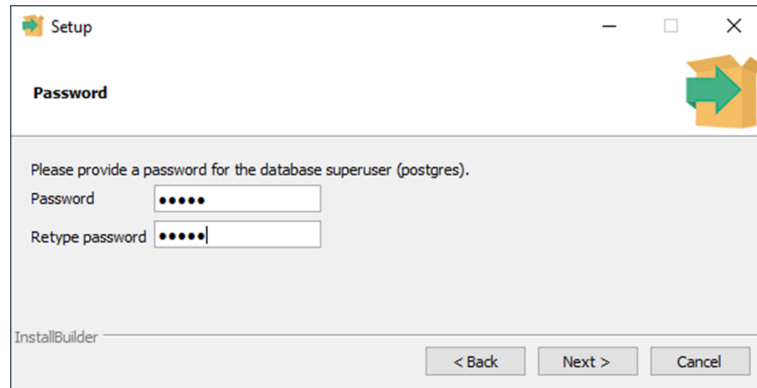 Setup
Password
Please provide a password for the database superuser (postgres).
Password •••••
Retype password •••••
InstallBuilder
< Back Next > Cancel